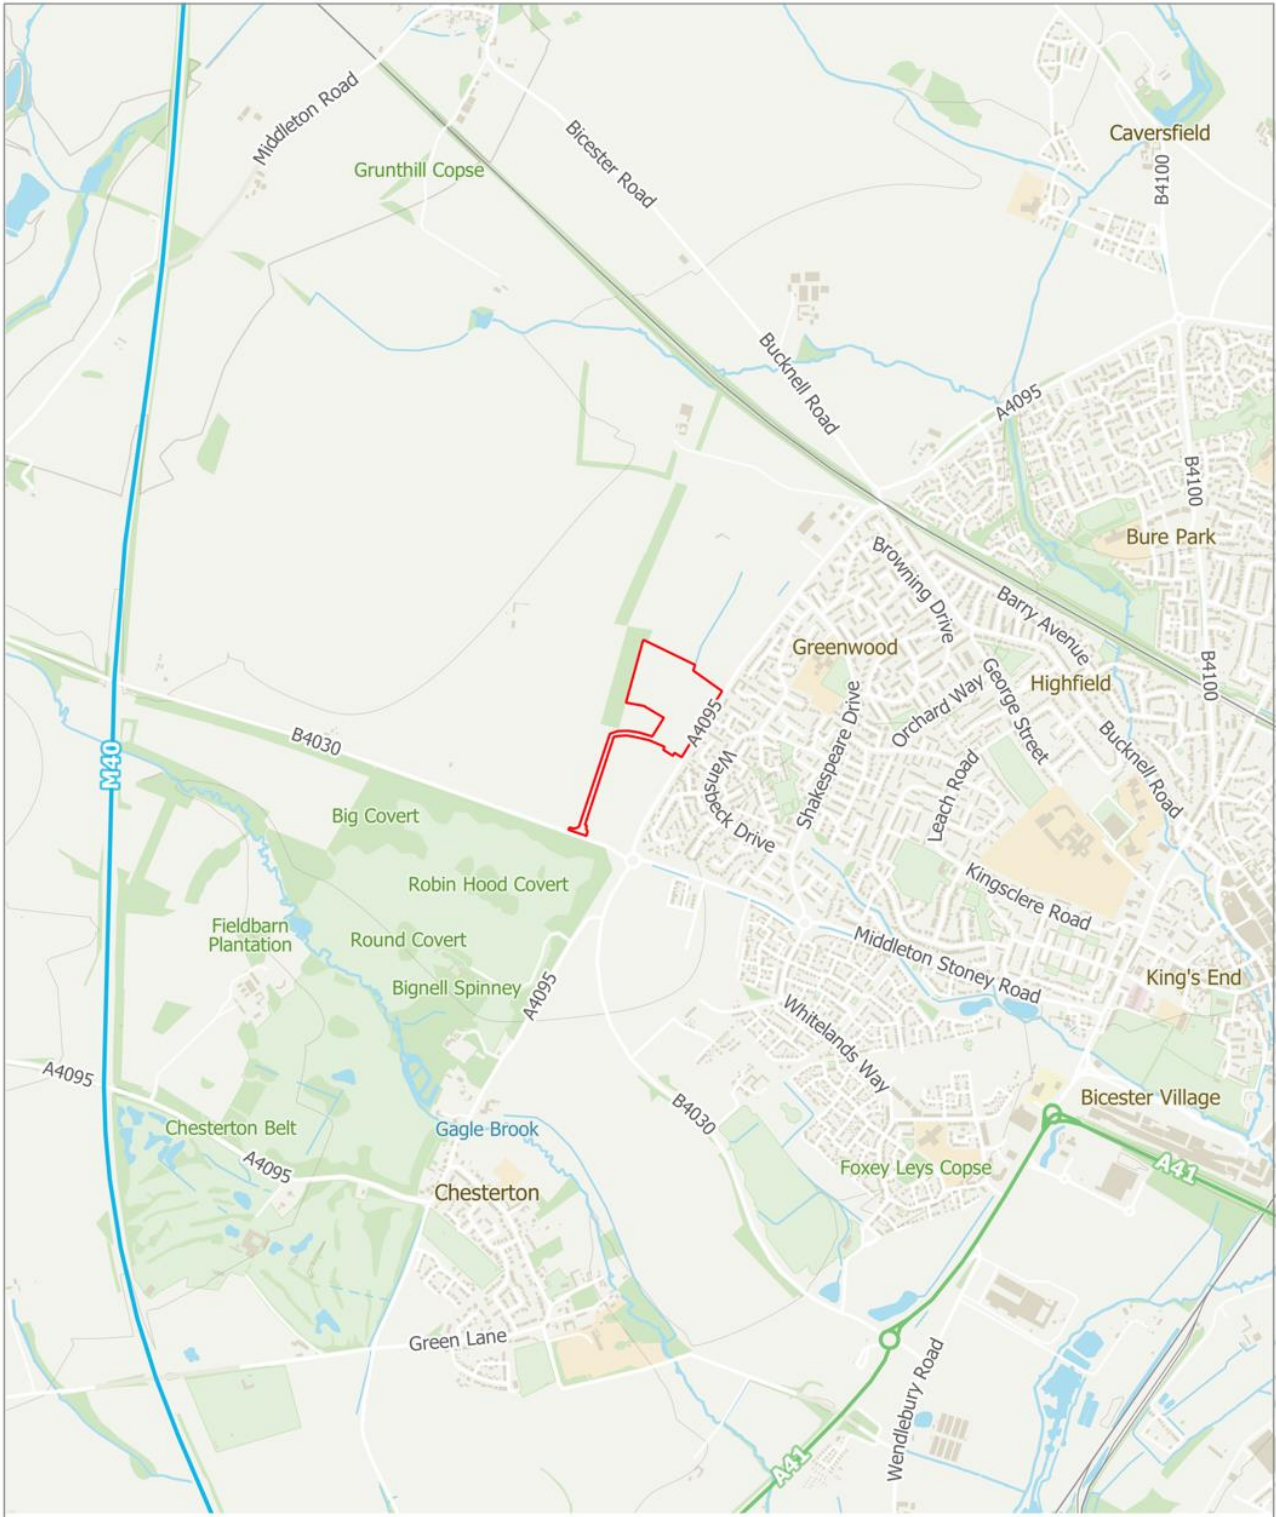 Middleton Road
Bicester Road
Caversfield
B4100
Grunthill Copse
Bucknell Road
A4095
B4100
Bure Park
Browning Drive
Barry Avenue
Greenwood
George Street
Highfield
B4100
Orchard Way
Shakespeare Drive
A4095
Bucknell Road
B4030
M40
Wansbeck Drive
Leach Road
Big Covert
Robin Hood Covert
Kingsclere Road
Fieldbarn
Plantation
Round Covert
Middleton Stoney Road
King's End
Bignell Spinney
A4095
Whitelands Way
A4095
B4030
Bicester Village
Chesterton Belt
Gagle Brook
A4095
Foxey Leys Copse
A41
Chesterton
Green Lane
Wendlebury Road
A41